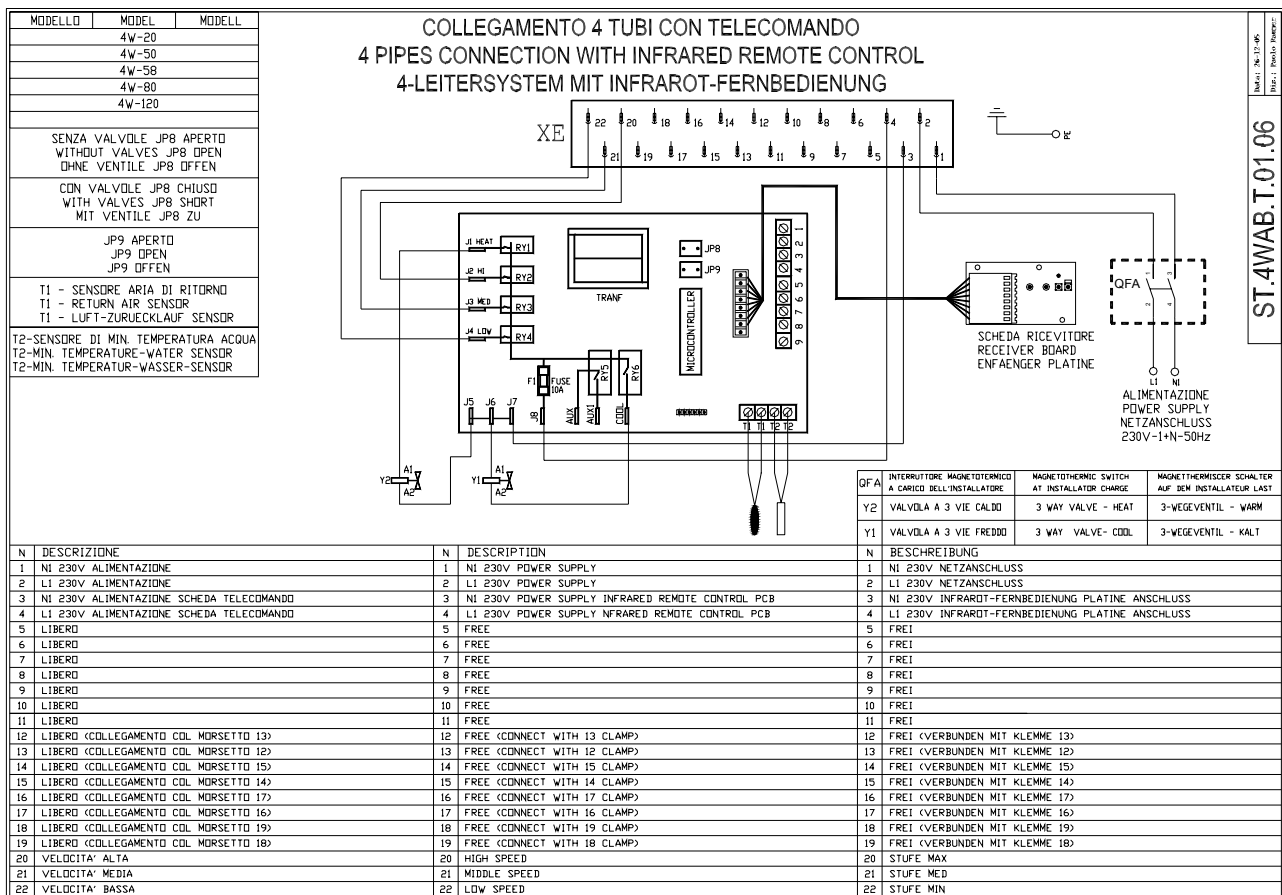 MODELLO MODEL MODELL
4W-20
4W-50
4W-58
4W-80
4W-120
SENZA VALVOLE JP8 APERTO
WITHOUT VALVES JP8 OPEN
OHNE VENTILE JP8 OFFEN
CON VALVOLE JP8 CHIUSO
WITH VALVES JP8 SHORT
MIT VENTILE JP8 ZU
JP9 APERTO
JP9 OPEN
JP9 OFFEN
T1 - SENSORE ARIA DI RITORNO
T1 - RETURN AIR SENSOR
T1 - LUFT-ZURUECKLAUF SENSOR
T2-SENSORE DI MIN. TEMPERATURA ACQUA
T2-MIN. TEMPERATURE-WATER SENSOR
T2-MIN. TEMPERATUR-WASSER-SENSOR
COLLEGAMENTO 4 TUBI CON TELECOMANDO
4 PIPES CONNECTION WITH INFRARED REMOTE CONTROL
4-LEITERSYSTEM MIT INFRAROT-FERNBEDIENUNG
Data: 26-12-05
ST.4WAB.T.01.06
XE
22 20 18 16 14 12 10 8 6 4 2
21 19 17 15 13 11 9 7 5 3 1
PE
J1 HEAT RY1
J2 HI RY2
J3 MED RY3
J4 LOW RY4
TRANF
JP8
JP9
MICROCONTROLLER
1 2 3 4 5 6 7 8 9
F1 FUSE 10A
RY5
RY6
J5 J6 J7
J8
AUX
AUX1
COOL
T1 T1 T2 T2
Y2 A1 A2
Y1 A1 A2
SCHEDA RICEVITORE
RECEIVER BOARD
ENFAENGER PLATINE
QFA
1 3
2 4
L1 N1
ALIMENTAZIONE
POWER SUPPLY
NETZANSCHLUSS
230V-1+N-50Hz
QFA INTERRUTTORE MAGNETOTERMICO A CARICO DELL'INSTALLATORE MAGNETOTHERMIC SWITCH AT INSTALLATOR CHARGE MAGNETTHERMISCER SCHALTER AUF DEM INSTALLATEUR LAST
Y2 VALVOLA A 3 VIE CALDO 3 WAY VALVE - HEAT 3-WEGEVENTIL - WARM
Y1 VALVOLA A 3 VIE FREDDO 3 WAY VALVE- COOL 3-WEGEVENTIL - KALT
N DESCRIZIONE N DESCRIPTION N BESCHREIBUNG
1 N1 230V ALIMENTAZIONE 1 N1 230V POWER SUPPLY 1 N1 230V NETZANSCHLUSS
2 L1 230V ALIMENTAZIONE 2 L1 230V POWER SUPPLY 2 L1 230V NETZANSCHLUSS
3 N1 230V ALIMENTAZIONE SCHEDA TELECOMANDO 3 N1 230V POWER SUPPLY INFRARED REMOTE CONTROL PCB 3 N1 230V INFRAROT-FERNBEDIENUNG PLATINE ANSCHLUSS
4 L1 230V ALIMENTAZIONE SCHEDA TELECOMANDO 4 L1 230V POWER SUPPLY NFRARED REMOTE CONTROL PCB 4 L1 230V INFRAROT-FERNBEDIENUNG PLATINE ANSCHLUSS
5 LIBERO 5 FREE 5 FREI
6 LIBERO 6 FREE 6 FREI
7 LIBERO 7 FREE 7 FREI
8 LIBERO 8 FREE 8 FREI
9 LIBERO 9 FREE 9 FREI
10 LIBERO 10 FREE 10 FREI
11 LIBERO 11 FREE 11 FREI
12 LIBERO (COLLEGAMENTO COL MORSETTO 13) 12 FREE (CONNECT WITH 13 CLAMP) 12 FREI (VERBUNDEN MIT KLEMME 13)
13 LIBERO (COLLEGAMENTO COL MORSETTO 12) 13 FREE (CONNECT WITH 12 CLAMP) 13 FREI (VERBUNDEN MIT KLEMME 12)
14 LIBERO (COLLEGAMENTO COL MORSETTO 15) 14 FREE (CONNECT WITH 15 CLAMP) 14 FREI (VERBUNDEN MIT KLEMME 15)
15 LIBERO (COLLEGAMENTO COL MORSETTO 14) 15 FREE (CONNECT WITH 14 CLAMP) 15 FREI (VERBUNDEN MIT KLEMME 14)
16 LIBERO (COLLEGAMENTO COL MORSETTO 17) 16 FREE (CONNECT WITH 17 CLAMP) 16 FREI (VERBUNDEN MIT KLEMME 17)
17 LIBERO (COLLEGAMENTO COL MORSETTO 16) 17 FREE (CONNECT WITH 16 CLAMP) 17 FREI (VERBUNDEN MIT KLEMME 16)
18 LIBERO (COLLEGAMENTO COL MORSETTO 19) 18 FREE (CONNECT WITH 19 CLAMP) 18 FREI (VERBUNDEN MIT KLEMME 19)
19 LIBERO (COLLEGAMENTO COL MORSETTO 18) 19 FREE (CONNECT WITH 18 CLAMP) 19 FREI (VERBUNDEN MIT KLEMME 18)
20 VELOCITA' ALTA 20 HIGH SPEED 20 STUFE MAX
21 VELOCITA' MEDIA 21 MIDDLE SPEED 21 STUFE MED
22 VELOCITA' BASSA 22 LOW SPEED 22 STUFE MIN